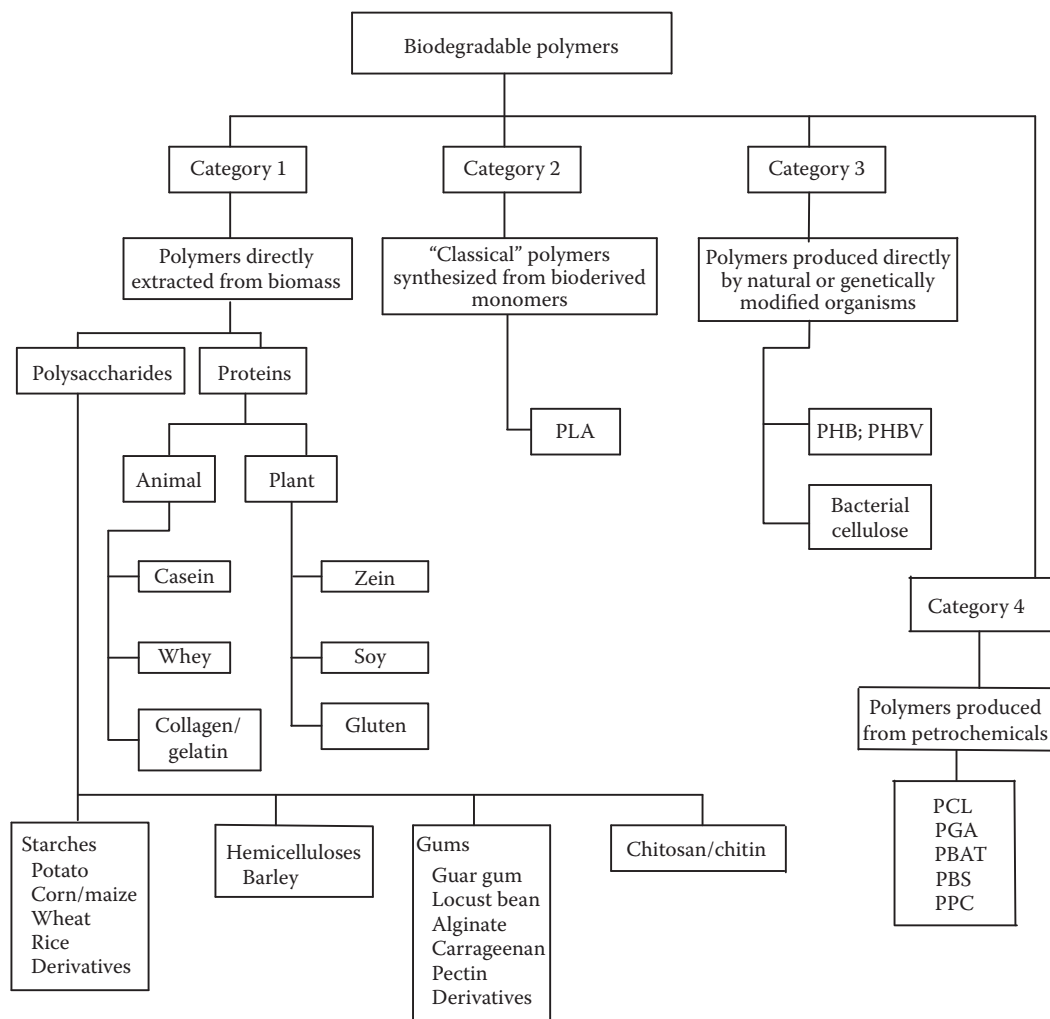 Biodegradable polymers
Category 1
Category 2
Category 3
Polymers directly
extracted from biomass
“Classical” polymers
synthesized from bioderived
monomers
Polymers produced directly
by natural or genetically
modified organisms
Polysaccharides
Proteins
PLA
PHB; PHBV
Animal
Plant
Bacterial
cellulose
Casein
Zein
Category 4
Whey
Soy
Collagen/
gelatin
Gluten
Polymers produced
from petrochemicals
Starches
Potato
Corn/maize
Wheat
Rice
Derivatives
Hemicelluloses
Barley
Gums
Guar gum
Locust bean
Alginate
Carrageenan
Pectin
Derivatives
Chitosan/chitin
PCL
PGA
PBAT
PBS
PPC